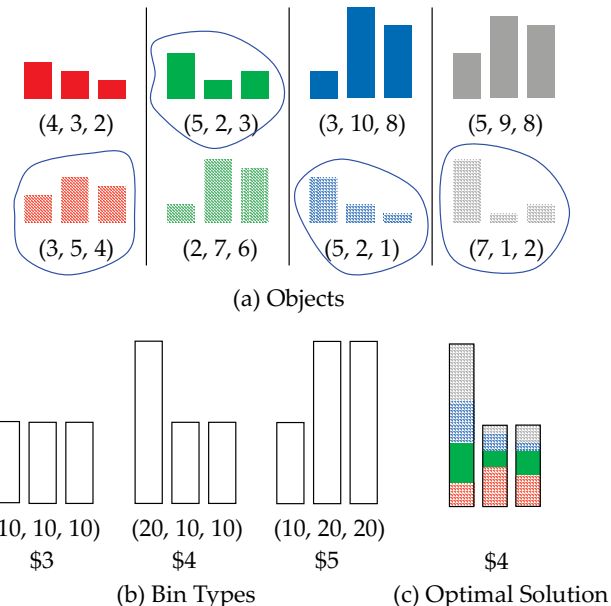 (4, 3, 2) (5, 2, 3) (3, 10, 8) (5, 9, 8)
(3, 5, 4) (2, 7, 6) (5, 2, 1) (7, 1, 2)
(a) Objects
10, 10, 10) (20, 10, 10) (10, 20, 20)
$3 $4 $5 $4
(b) Bin Types (c) Optimal Solution